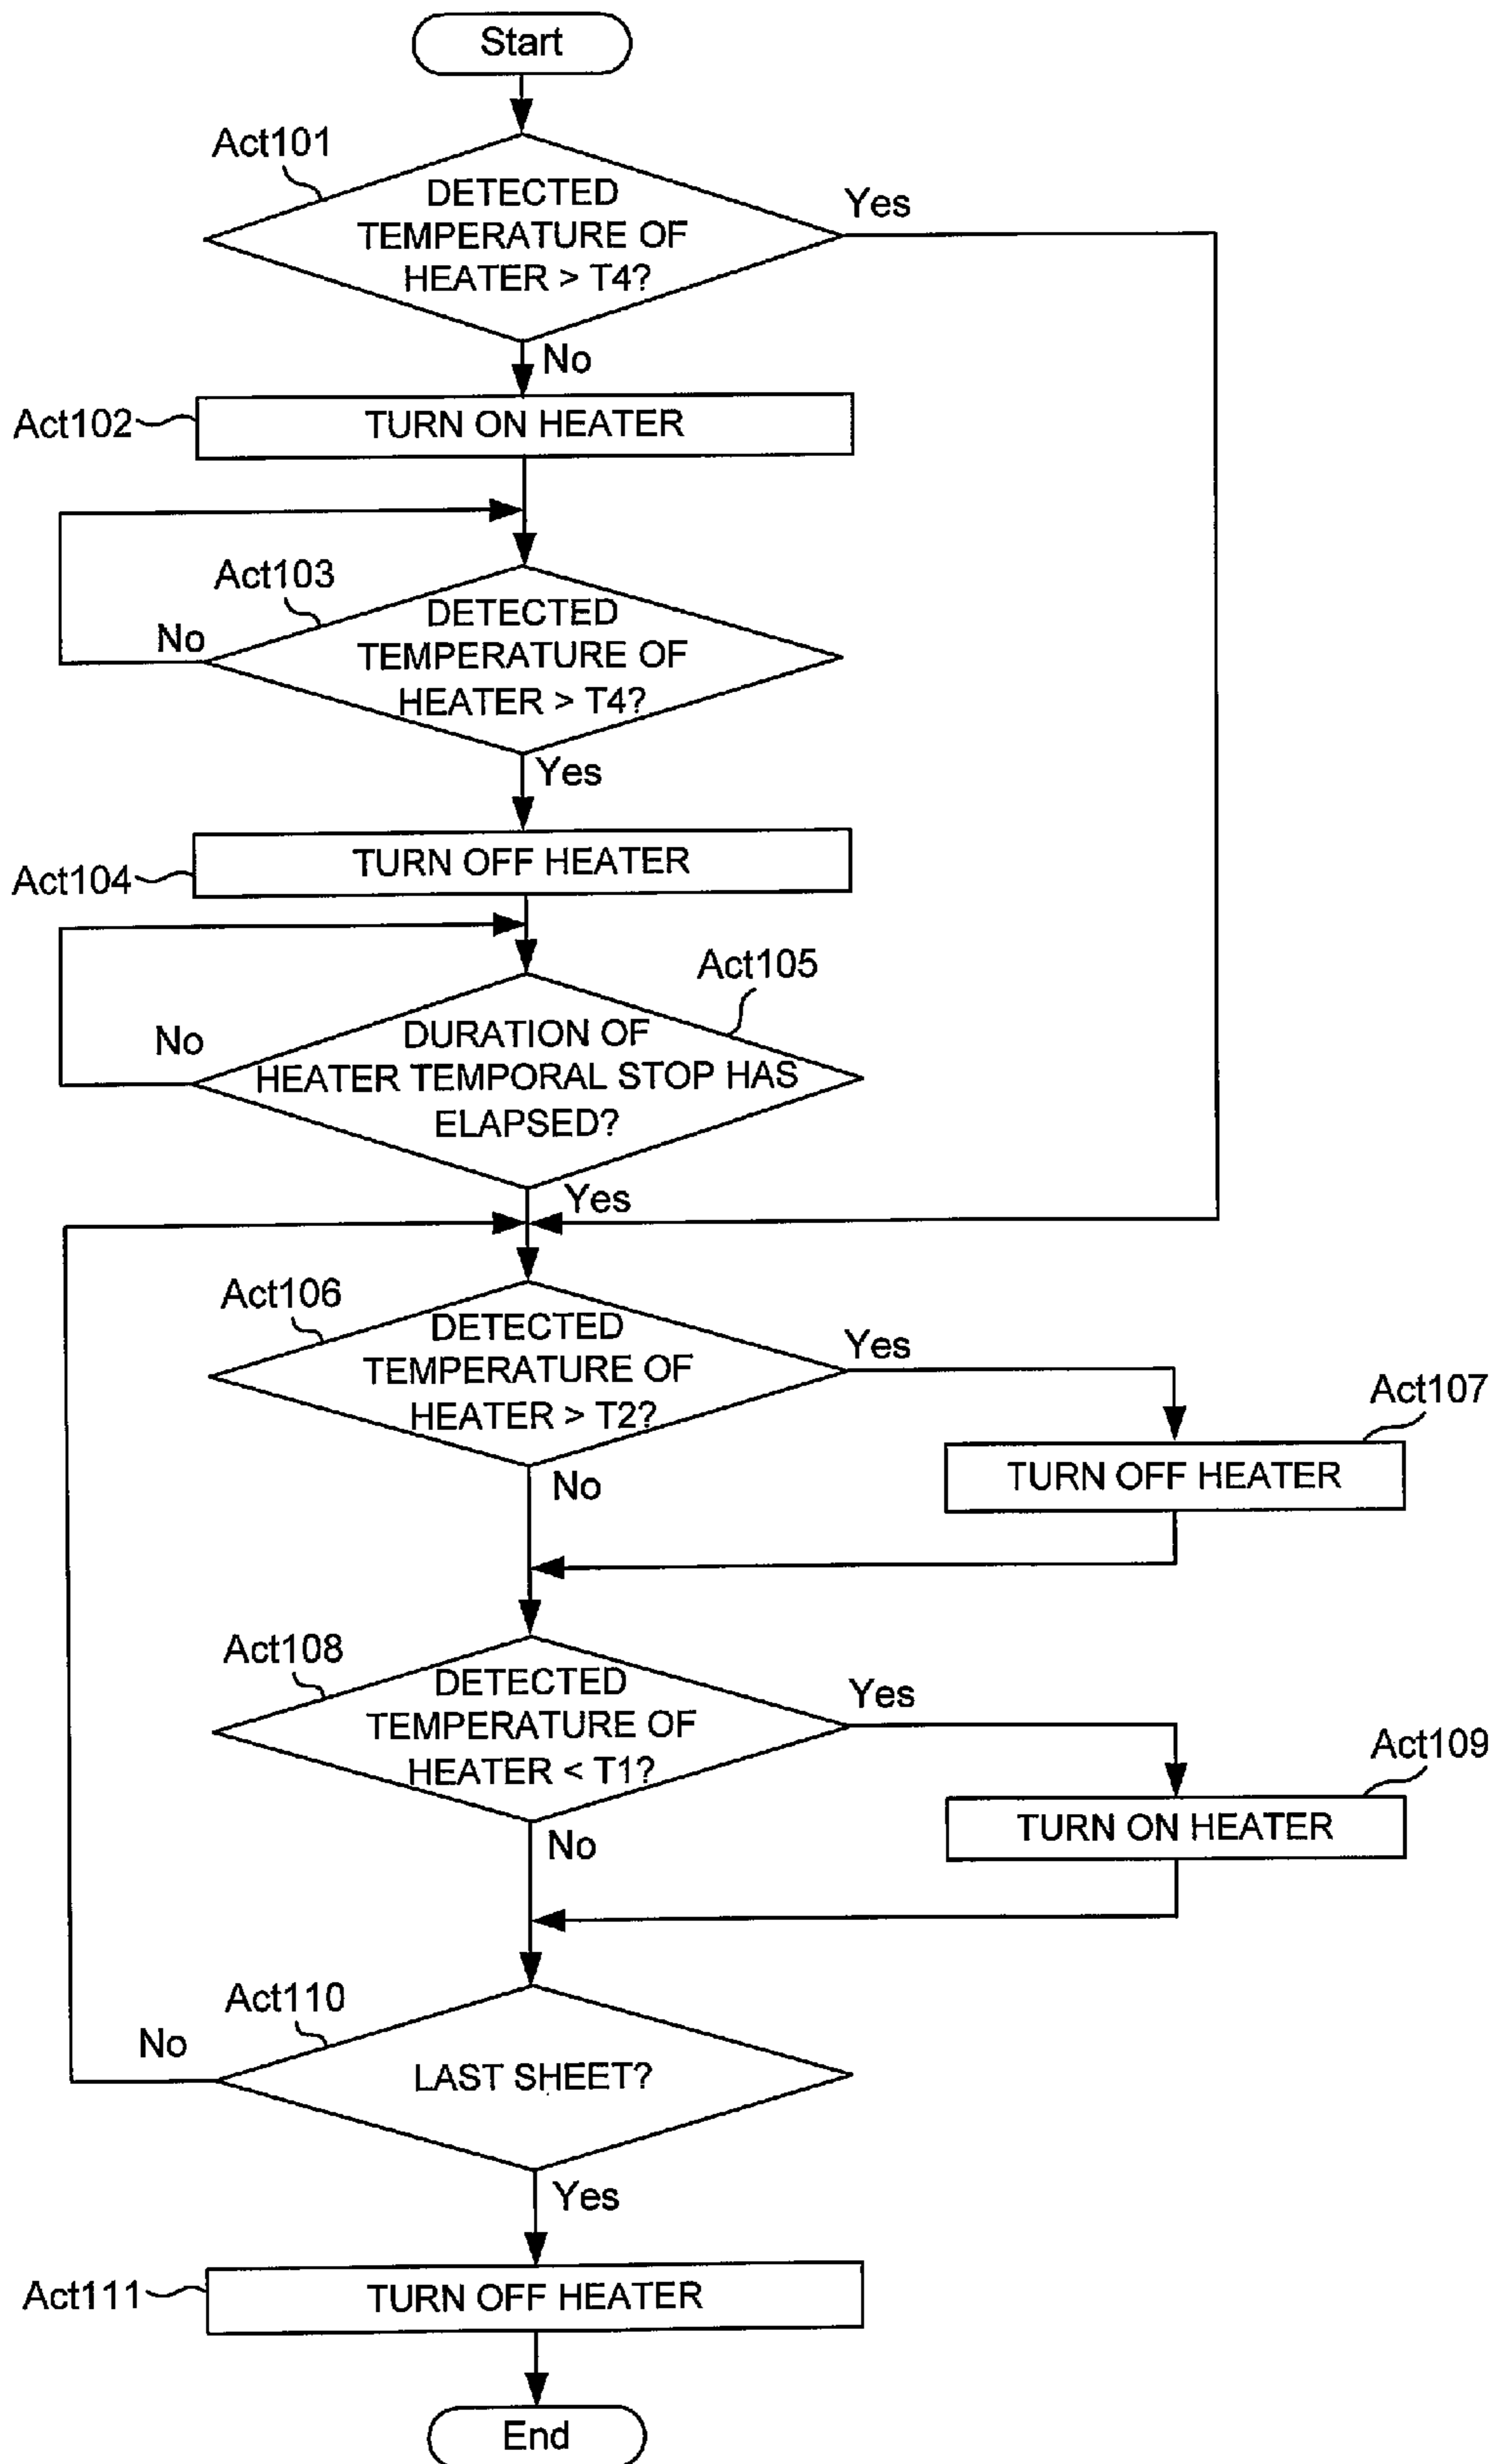 Start
Act101
DETECTED
TEMPERATURE OF
HEATER > T4?
Yes
No
Act102
TURN ON HEATER
Act103
DETECTED
TEMPERATURE OF
HEATER > T4?
No
Yes
Act104
TURN OFF HEATER
Act105
DURATION OF
HEATER TEMPORAL STOP HAS
ELAPSED?
No
Yes
Act106
DETECTED
TEMPERATURE OF
HEATER > T2?
Yes
No
Act107
TURN OFF HEATER
Act108
DETECTED
TEMPERATURE OF
HEATER < T1?
Yes
No
Act109
TURN ON HEATER
Act110
LAST SHEET?
No
Yes
Act111
TURN OFF HEATER
End